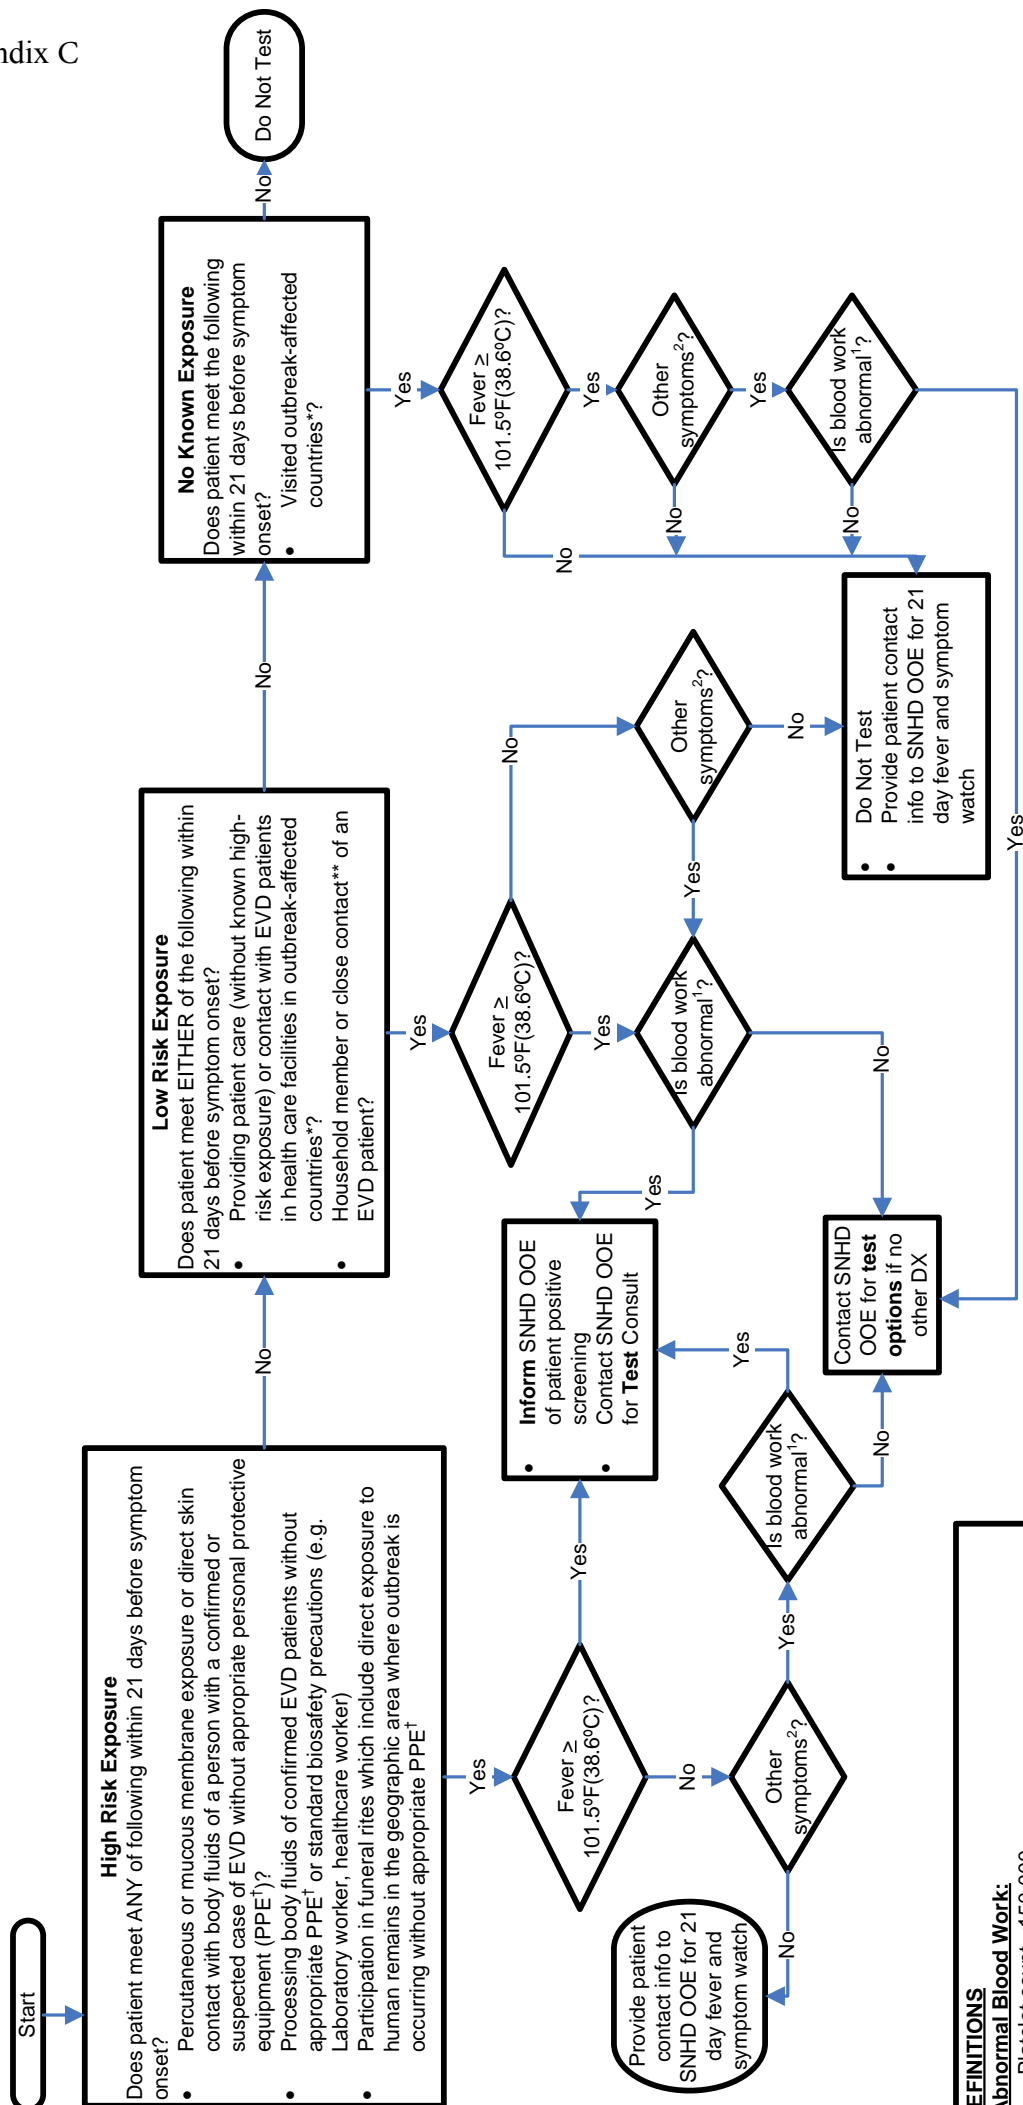 ndix C
Start
High Risk Exposure
Does patient meet ANY of following within 21 days before symptom
onset?
• Percutaneous or mucous membrane exposure or direct skin
contact with body fluids of a person with a confirmed or
suspected case of EVD without appropriate personal protective
equipment (PPE†)?
• Processing body fluids of confirmed EVD patients without
appropriate PPE† or standard biosafety precautions (e.g.
Laboratory worker, healthcare worker)
• Participation in funeral rites which include direct exposure to
human remains in the geographic area where outbreak is
occurring without appropriate PPE†
No
Low Risk Exposure
Does patient meet EITHER of the following within
21 days before symptom onset?
• Providing patient care (without known high-
risk exposure) or contact with EVD patients
in health care facilities in outbreak-affected
countries*?
• Household member or close contact** of an
EVD patient?
No
No Known Exposure
Does patient meet the following
within 21 days before symptom
onset?
• Visited outbreak-affected
countries*?
No
Do Not Test
Yes
Fever ≥
101.5ºF(38.6ºC)?
Yes
No
Other
symptoms²?
No
Provide patient
contact info to
SNHD OOE for 21
day fever and
symptom watch
Yes
Is blood work
abnormal¹?
Yes
No
• Inform SNHD OOE
of patient positive
screening
• Contact SNHD OOE
for Test Consult
Contact SNHD
OOE for test
options if no
other DX
Yes
Fever ≥
101.5ºF(38.6ºC)?
Yes
No
Is blood work
abnormal¹?
Yes
No
Other
symptoms²?
Yes
No
• Do Not Test
• Provide patient contact
info to SNHD OOE for 21
day fever and symptom
watch
Yes
Fever ≥
101.5ºF(38.6ºC)?
No
Yes
Other
symptoms²?
No
Yes
Is blood work
abnormal¹?
No
Yes
EFINITIONS
Abnormal Blood Work: